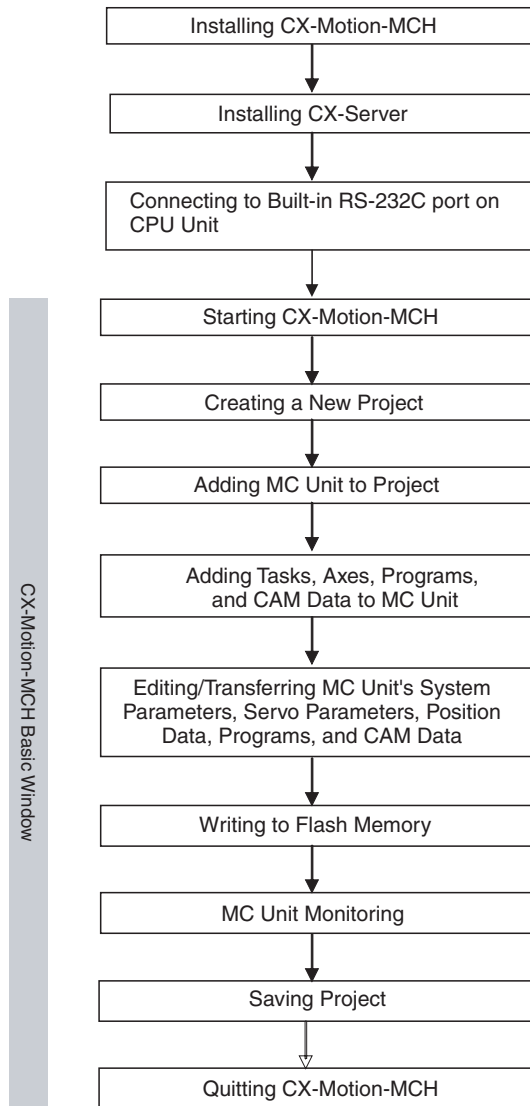 Installing CX-Motion-MCH
Installing CX-Server
Connecting to Built-in RS-232C port on
CPU Unit
Starting CX-Motion-MCH
Creating a New Project
Adding MC Unit to Project
Adding Tasks, Axes, Programs,
and CAM Data to MC Unit
Editing/Transferring MC Unit's System
Parameters, Servo Parameters, Position
Data, Programs, and CAM Data
Writing to Flash Memory
MC Unit Monitoring
Saving Project
Quitting CX-Motion-MCH
CX-Motion-MCH Basic Window